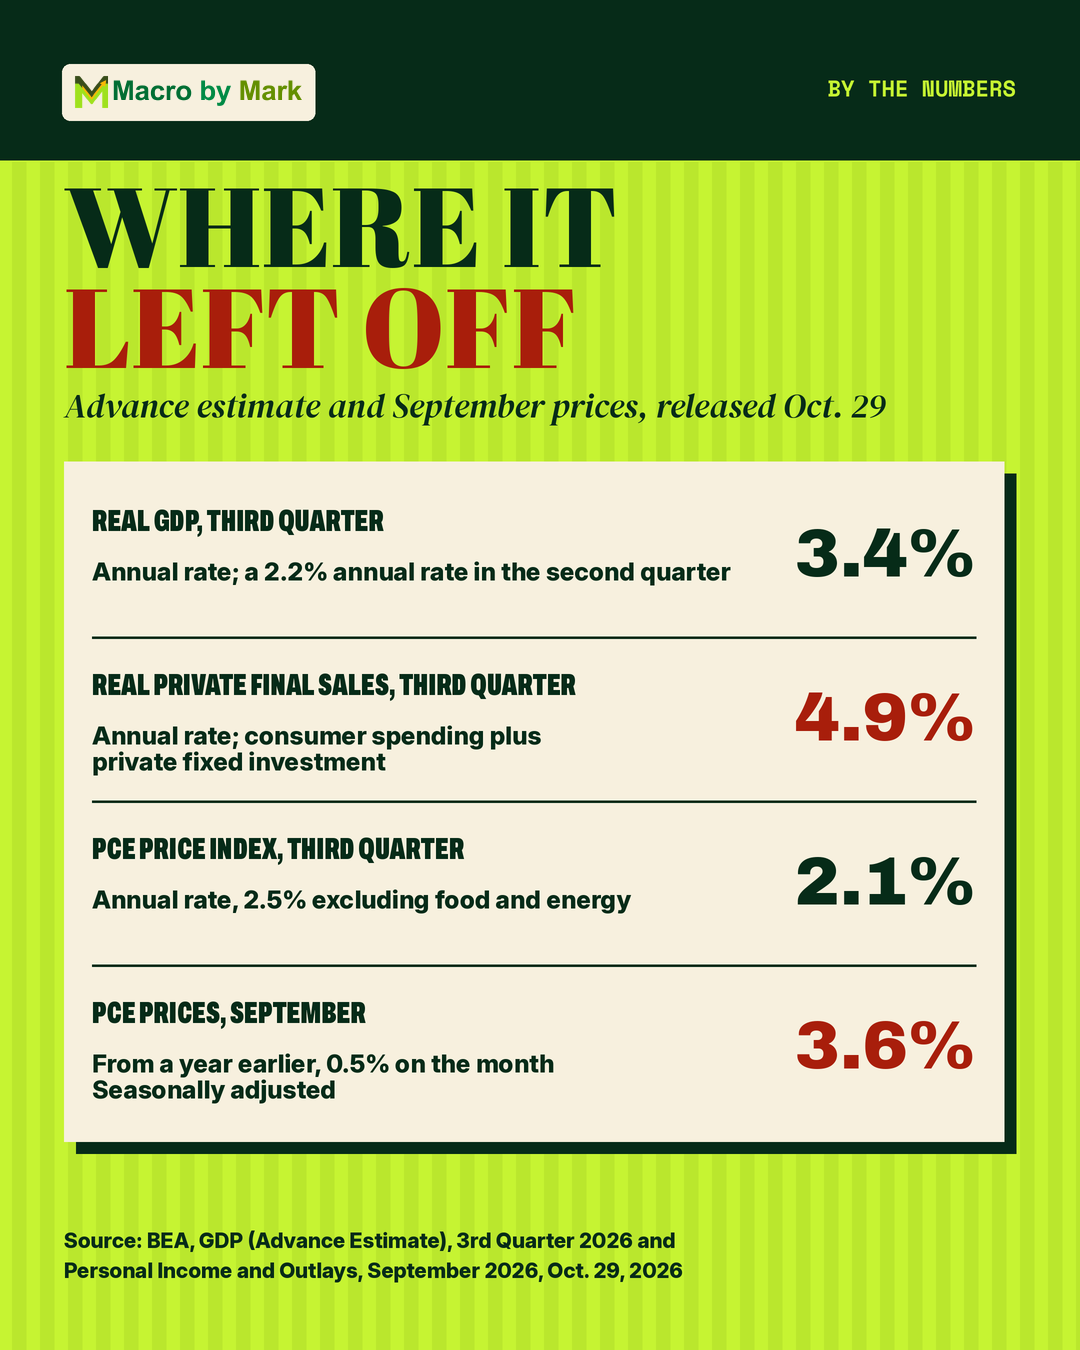 Macro by Mark
BY THE NUMBERS
WHERE IT
LEFT OFF
Advance estimate and September prices, released Oct. 29
REAL GDP, THIRD QUARTER
Annual rate; a 2.2% annual rate in the second quarter
3.4%
REAL PRIVATE FINAL SALES, THIRD QUARTER
Annual rate; consumer spending plus
private fixed investment
4.9%
PCE PRICE INDEX, THIRD QUARTER
Annual rate, 2.5% excluding food and energy
2.1%
PCE PRICES, SEPTEMBER
From a year earlier, 0.5% on the month
Seasonally adjusted
3.6%
Source: BEA, GDP (Advance Estimate), 3rd Quarter 2026 and
Personal Income and Outlays, September 2026, Oct. 29, 2026